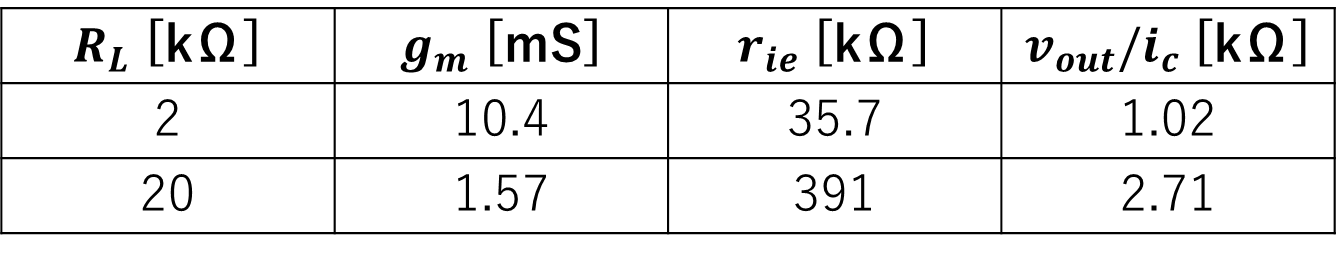 R_L [kΩ] g_m [mS] r_ie [kΩ] v_out/i_c [kΩ]
2 10.4 35.7 1.02
20 1.57 391 2.71